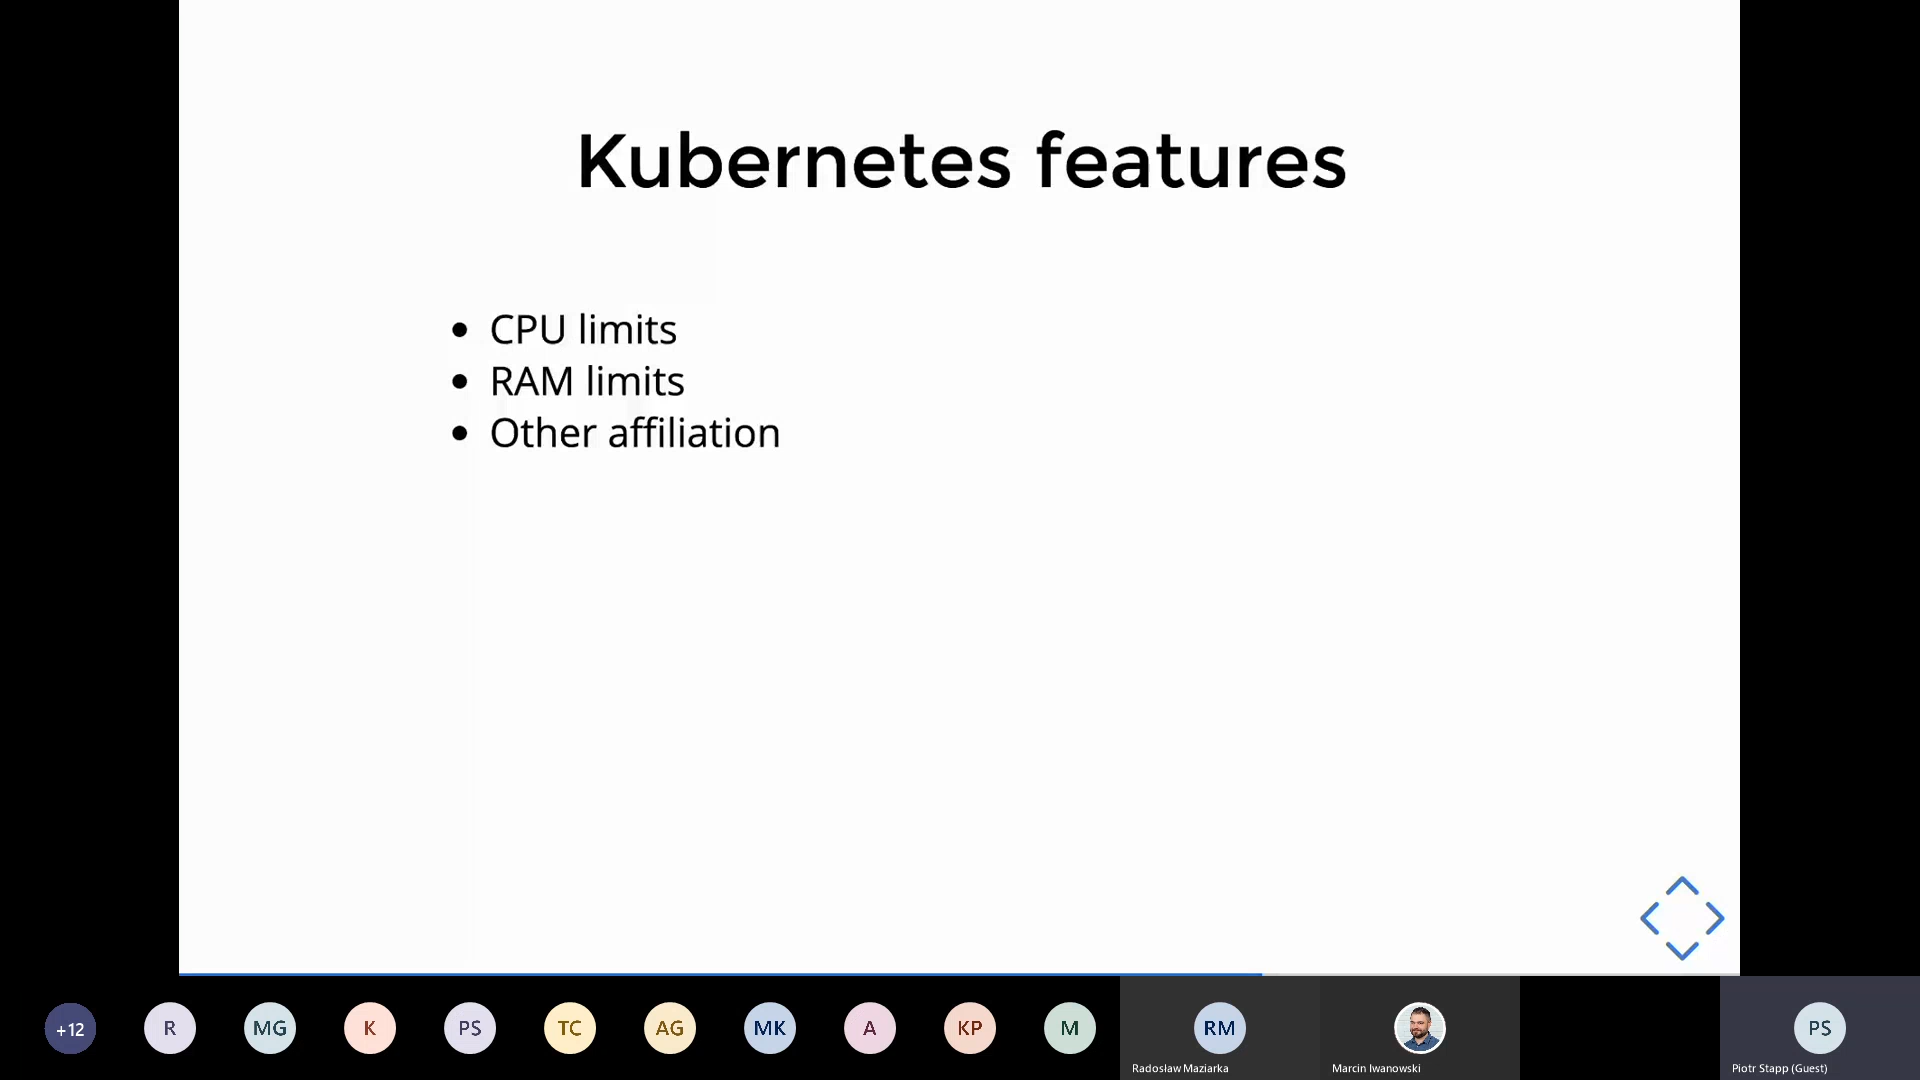 Kubernetes features
CPU limits
RAM limits
Other affiliation
+12
R
MG
K
PS
TC
AG
MK
A
KP
M
RM
PS
Radosław Maziarka
Marcin Iwanowski
Piotr Stapp (Guest)